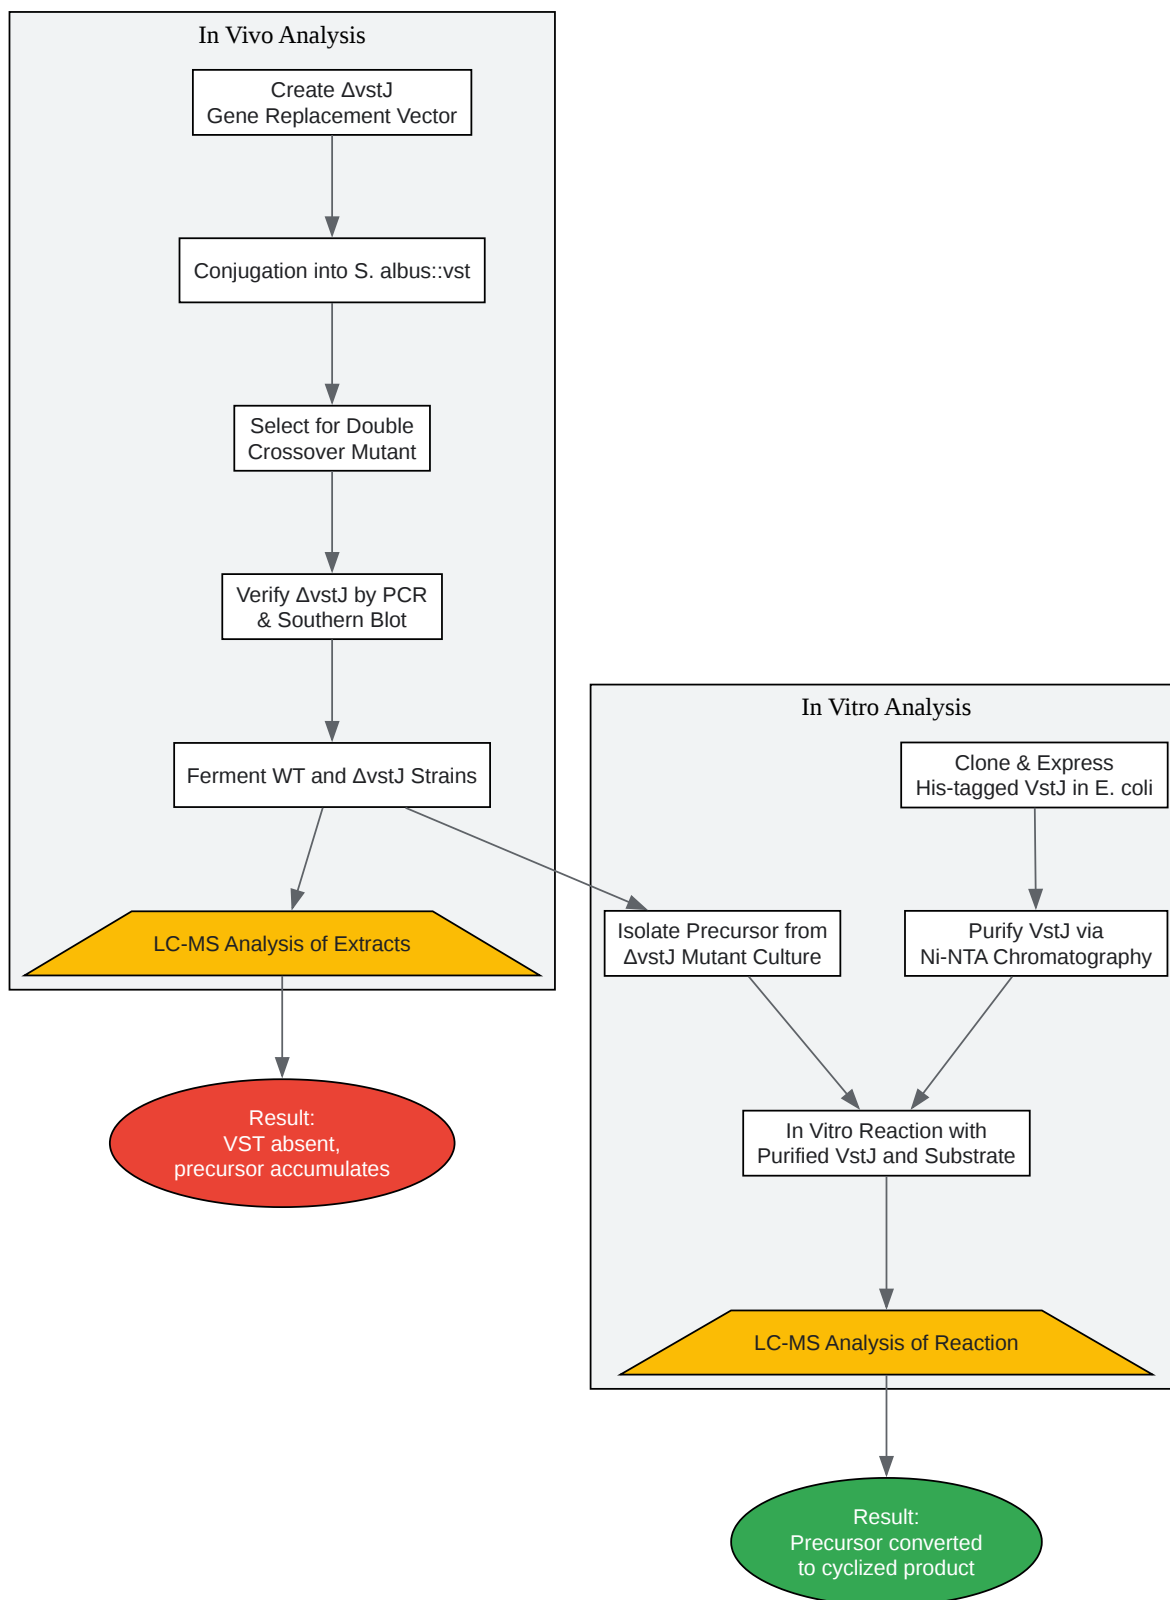 In Vivo Analysis
Create ΔvstJ
Gene Replacement Vector
Conjugation into S. albus::vst
Select for Double
Crossover Mutant
Verify ΔvstJ by PCR
& Southern Blot
Ferment WT and ΔvstJ Strains
LC-MS Analysis of Extracts
Result:
VST absent,
precursor accumulates
In Vitro Analysis
Clone & Express
His-tagged VstJ in E. coli
Isolate Precursor from
ΔvstJ Mutant Culture
Purify VstJ via
Ni-NTA Chromatography
In Vitro Reaction with
Purified VstJ and Substrate
LC-MS Analysis of Reaction
Result:
Precursor converted
to cyclized product